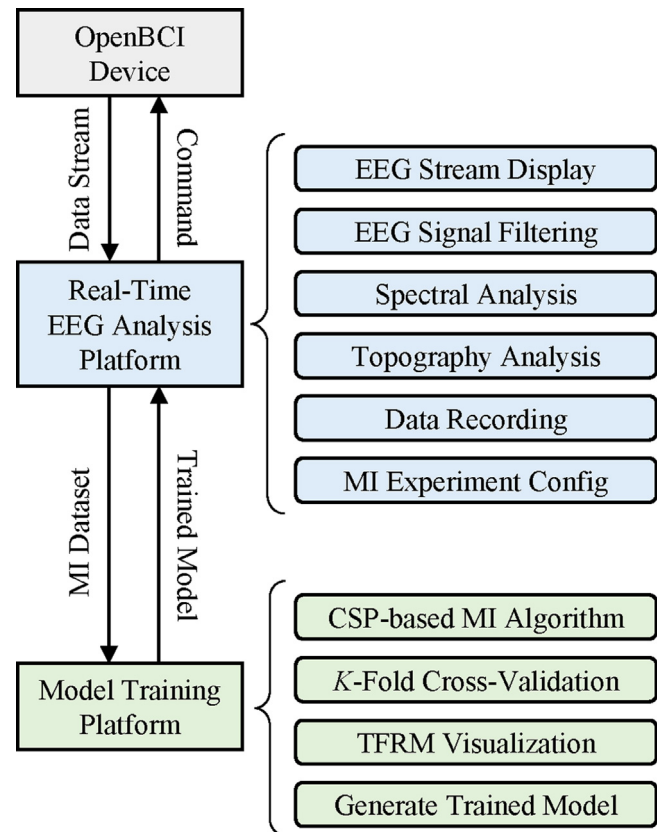 OpenBCI
Device
Data Stream
Command
Real-Time
EEG Analysis
Platform
EEG Stream Display
EEG Signal Filtering
Spectral Analysis
Topography Analysis
Data Recording
MI Experiment Config
MI Dataset
Trained Model
Model Training
Platform
CSP-based MI Algorithm
K-Fold Cross-Validation
TFRM Visualization
Generate Trained Model